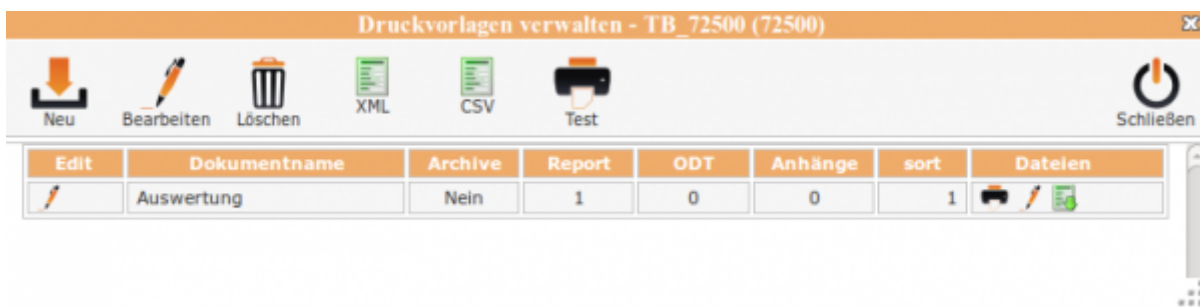 Druckvorlagen verwalten - TB_72500 (72500)
Neu Bearbeiten Löschen XML CSV Test Schließen
Edit Dokumentname Archive Report ODT Anhänge sort Dateien
Auswertung Nein 1 0 0 1